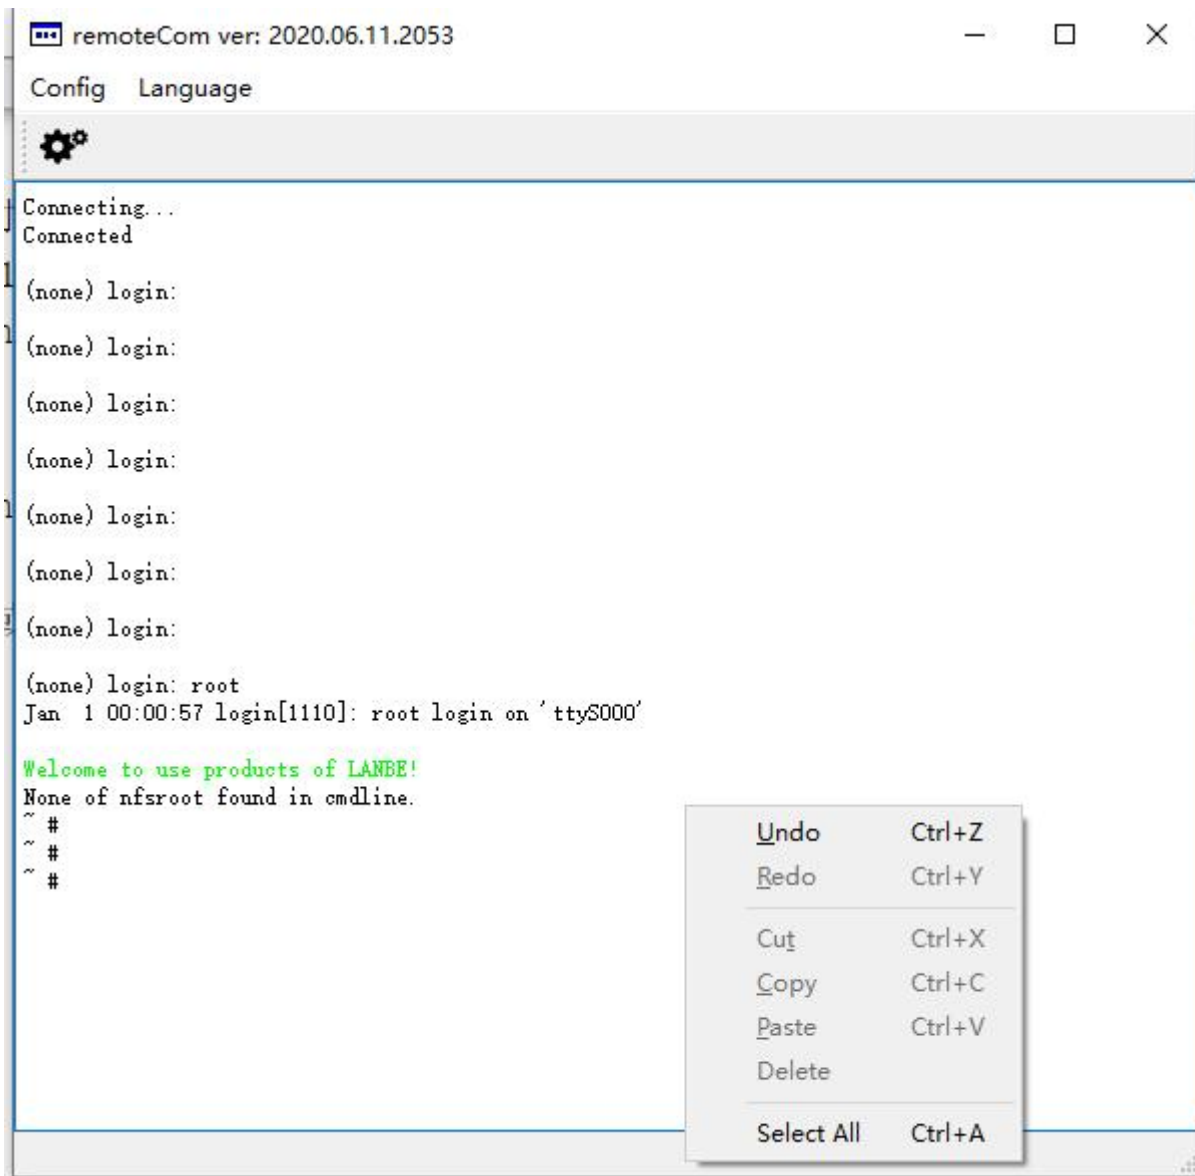 remoteCom ver: 2020.06.11.2053
Config Language
Connecting...
Connected
(none) login:
(none) login:
(none) login:
(none) login:
(none) login:
(none) login:
(none) login:
(none) login: root
Jan  1 00:00:57 login[1110]: root login on 'ttyS000'
Welcome to use products of LANBE!
None of nfsroot found in cmdline.
~ #
~ #
~ #
Undo Ctrl+Z
Redo Ctrl+Y
Cut Ctrl+X
Copy Ctrl+C
Paste Ctrl+V
Delete
Select All Ctrl+A